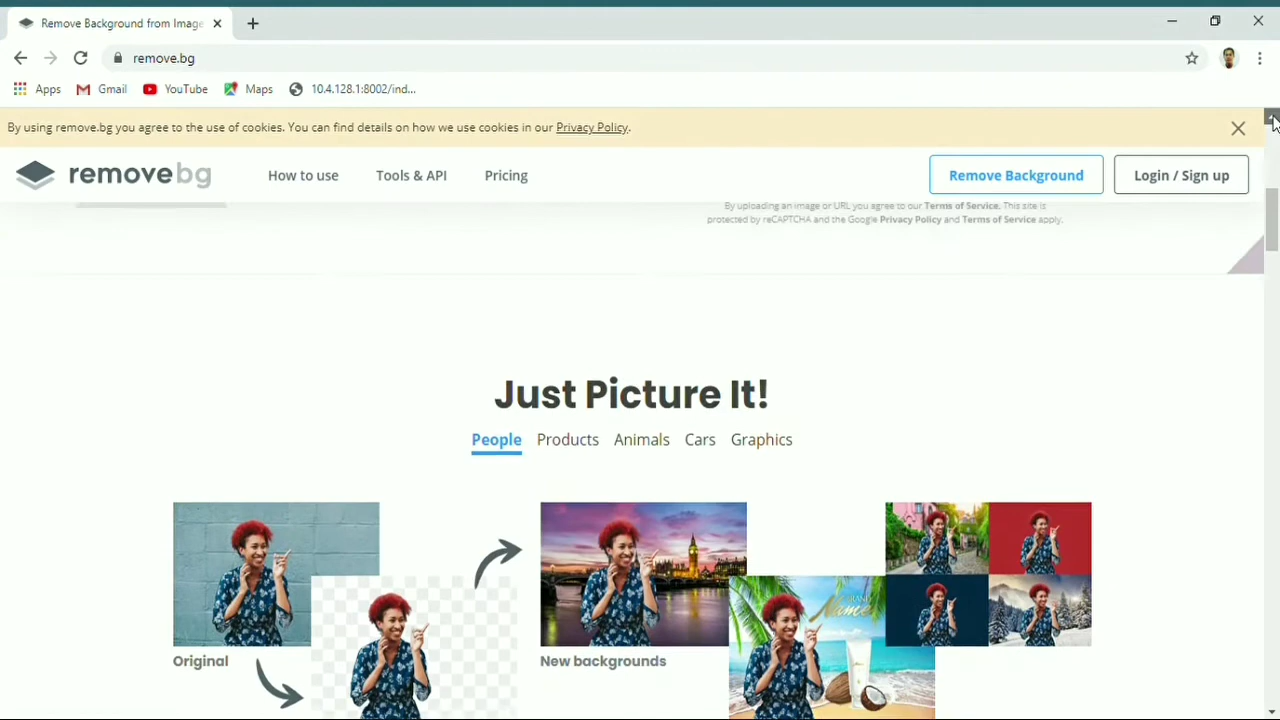 Remove Background from Image
remove.bg
Apps
Gmail
YouTube
Maps
10.4.128.1:8002/ind...
By using remove.bg you agree to the use of cookies. You can find details on how we use cookies in our Privacy Policy.
removebg
How to use
Tools & API
Pricing
Remove Background
Login / Sign up
By uploading an image or URL you agree to our Terms of Service. This site is
protected by reCAPTCHA and the Google Privacy Policy and Terms of Service apply.
Just Picture It!
People
Products
Animals
Cars
Graphics
Original
New backgrounds
BRAND
Name